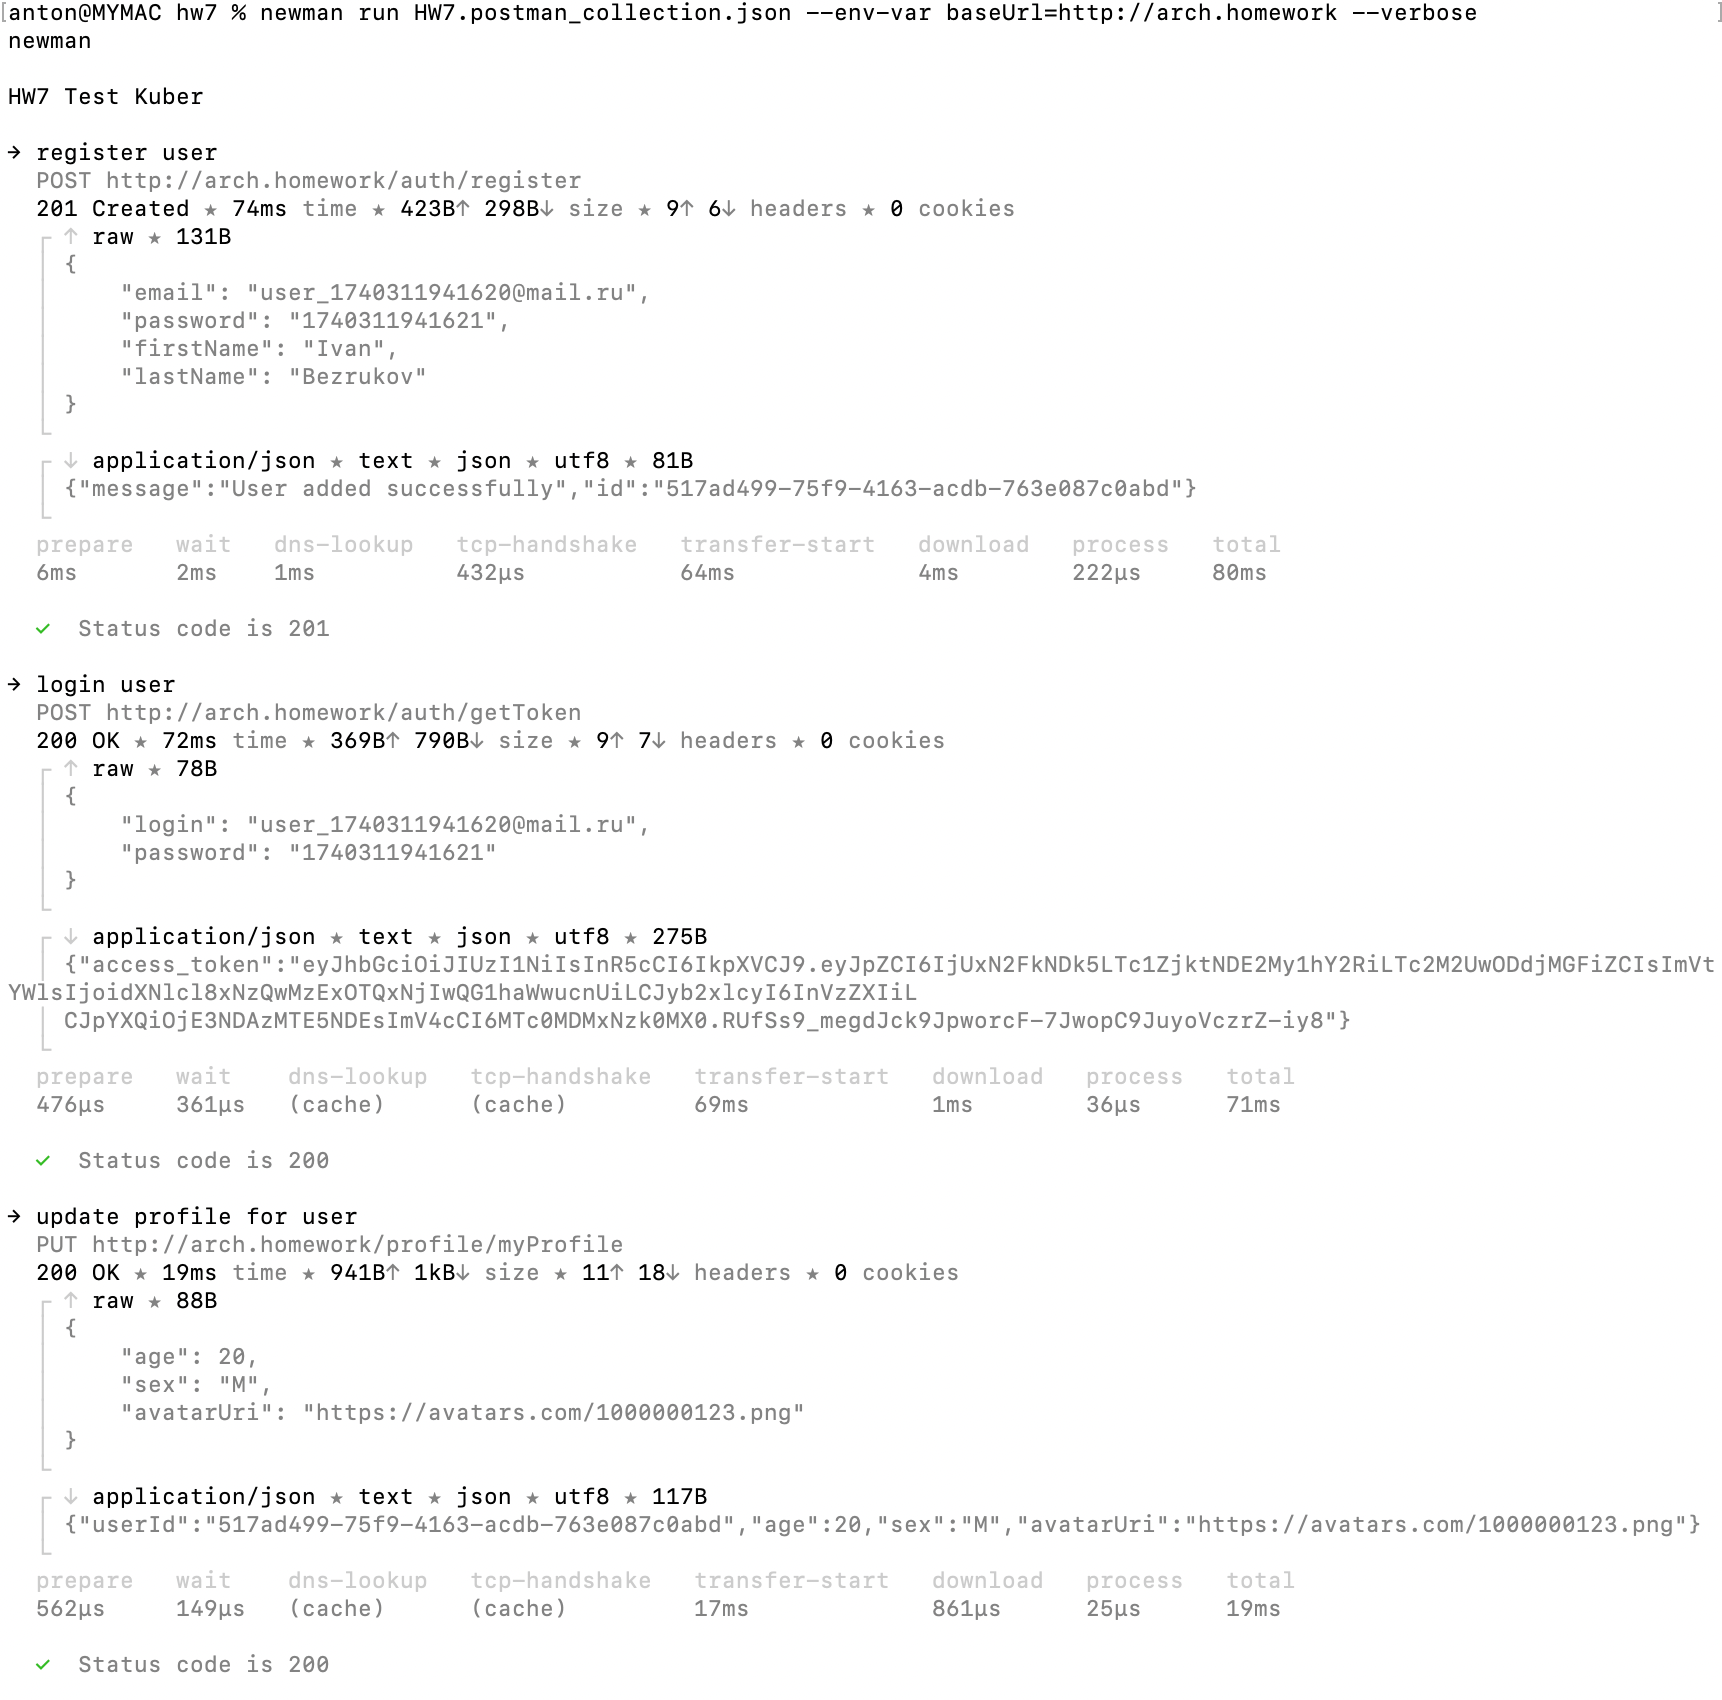 [anton@MYMAC hw7 % newman run HW7.postman_collection.json --env-var baseUrl=http://arch.homework --verbose ]
newman
HW7 Test Kuber
→ register user
POST http://arch.homework/auth/register
201 Created ★ 74ms time ★ 423B↑ 298B↓ size ★ 9↑ 6↓ headers ★ 0 cookies
┌ ↑ raw ★ 131B
│ {
│     "email": "user_1740311941620@mail.ru",
│     "password": "1740311941621",
│     "firstName": "Ivan",
│     "lastName": "Bezrukov"
│ }
└
┌ ↓ application/json ★ text ★ json ★ utf8 ★ 81B
│ {"message":"User added successfully","id":"517ad499-75f9-4163-acdb-763e087c0abd"}
└
prepare   wait   dns-lookup   tcp-handshake   transfer-start   download   process   total
6ms       2ms    1ms          432µs           64ms             4ms        222µs     80ms
✓  Status code is 201
→ login user
POST http://arch.homework/auth/getToken
200 OK ★ 72ms time ★ 369B↑ 790B↓ size ★ 9↑ 7↓ headers ★ 0 cookies
┌ ↑ raw ★ 78B
│ {
│     "login": "user_1740311941620@mail.ru",
│     "password": "1740311941621"
│ }
└
┌ ↓ application/json ★ text ★ json ★ utf8 ★ 275B
│ {"access_token":"eyJhbGciOiJIUzI1NiIsInR5cCI6IkpXVCJ9.eyJpZCI6IjUxN2FkNDk5LTc1ZjktNDE2My1hY2RiLTc2M2UwODdjMGFiZCIsImVt
YWlsIjoidXNlcl8xNzQwMzExOTQxNjIwQG1haWwucnUiLCJyb2xlcyI6InVzZXIiL
│ CJpYXQiOjE3NDAzMTE5NDEsImV4cCI6MTc0MDMxNzk0MX0.RUfSs9_megdJck9JpworcF-7JwopC9JuyoVczrZ-iy8"}
└
prepare   wait    dns-lookup   tcp-handshake   transfer-start   download   process   total
476µs     361µs   (cache)      (cache)         69ms             1ms        36µs      71ms
✓  Status code is 200
→ update profile for user
PUT http://arch.homework/profile/myProfile
200 OK ★ 19ms time ★ 941B↑ 1kB↓ size ★ 11↑ 18↓ headers ★ 0 cookies
┌ ↑ raw ★ 88B
│ {
│     "age": 20,
│     "sex": "M",
│     "avatarUri": "https://avatars.com/1000000123.png"
│ }
└
┌ ↓ application/json ★ text ★ json ★ utf8 ★ 117B
│ {"userId":"517ad499-75f9-4163-acdb-763e087c0abd","age":20,"sex":"M","avatarUri":"https://avatars.com/1000000123.png"}
└
prepare   wait    dns-lookup   tcp-handshake   transfer-start   download   process   total
562µs     149µs   (cache)      (cache)         17ms             861µs      25µs      19ms
✓  Status code is 200